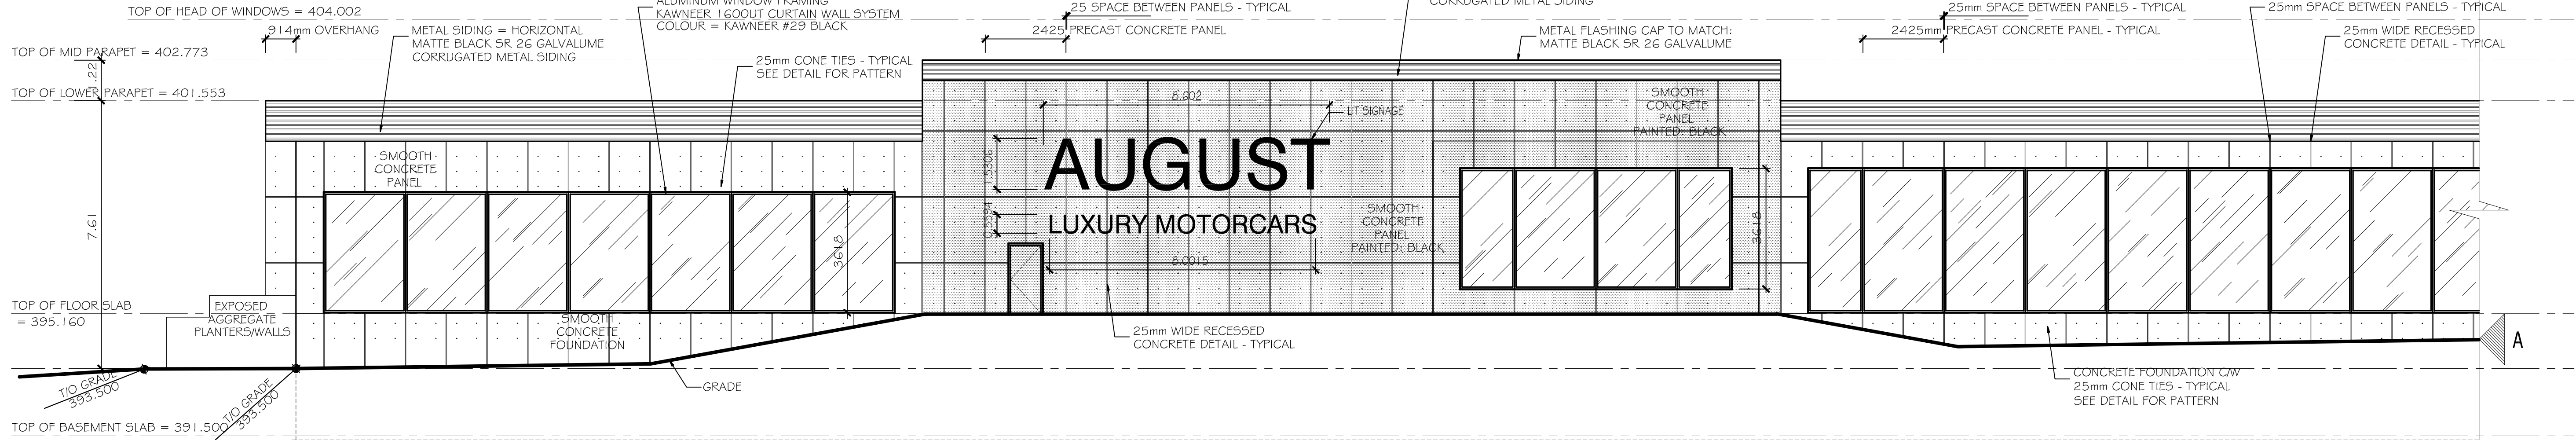 TOP OF HEAD OF WINDOWS = 404.002
914mm OVERHANG
TOP OF MID PARAPET = 402.773
1.22
TOP OF LOWER PARAPET = 401.553
7.61
TOP OF FLOOR SLAB
= 395.160
TOP OF BASEMENT SLAB = 391.500
T/O GRADE
393.500
T/O GRADE
393.500
METAL SIDING = HORIZONTAL
MATTE BLACK SR 26 GALVALUME
CORRUGATED METAL SIDING
ALUMINUM WINDOW FRAMING
KAWNEER 1600UT CURTAIN WALL SYSTEM
COLOUR = KAWNEER #29 BLACK
25mm CONE TIES - TYPICAL
SEE DETAIL FOR PATTERN
SMOOTH
CONCRETE
PANEL
EXPOSED
AGGREGATE
PLANTERS/WALLS
SMOOTH
CONCRETE
FOUNDATION
3618
GRADE
25 SPACE BETWEEN PANELS - TYPICAL
2425 PRECAST CONCRETE PANEL
CORRUGATED METAL SIDING
METAL FLASHING CAP TO MATCH:
MATTE BLACK SR 26 GALVALUME
8.602
LIT SIGNAGE
1.5306
AUGUST
0.5594
LUXURY MOTORCARS
8.0015
SMOOTH
CONCRETE
PANEL
PAINTED: BLACK
SMOOTH
CONCRETE
PANEL
PAINTED: BLACK
3618
25mm WIDE RECESSED
CONCRETE DETAIL - TYPICAL
25mm SPACE BETWEEN PANELS - TYPICAL
2425mm PRECAST CONCRETE PANEL - TYPICAL
25mm SPACE BETWEEN PANELS - TYPICAL
25mm WIDE RECESSED
CONCRETE DETAIL - TYPICAL
A
CONCRETE FOUNDATION C/W
25mm CONE TIES - TYPICAL
SEE DETAIL FOR PATTERN